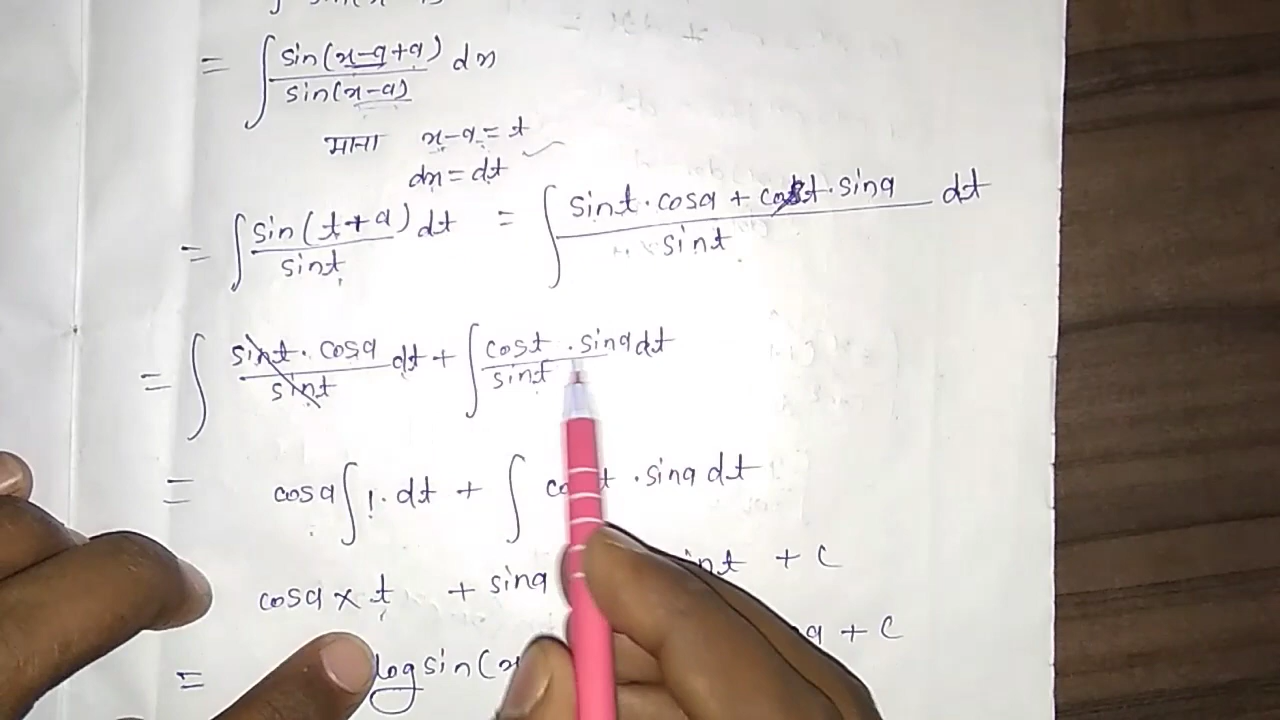 = ∫ sin(x-a+a) / sin(x-a) dx
माना x-a = t
dx = dt
= ∫ sin(t+a) / sint dt = ∫ sint·cosa + cost·sina / sint dt
= ∫ sint·cosa / sint dt + ∫ cost·sina / sint dt
= cosa ∫ 1·dt + ∫ ·sina dt
cosa × t + sina + C
= log sin(x + C